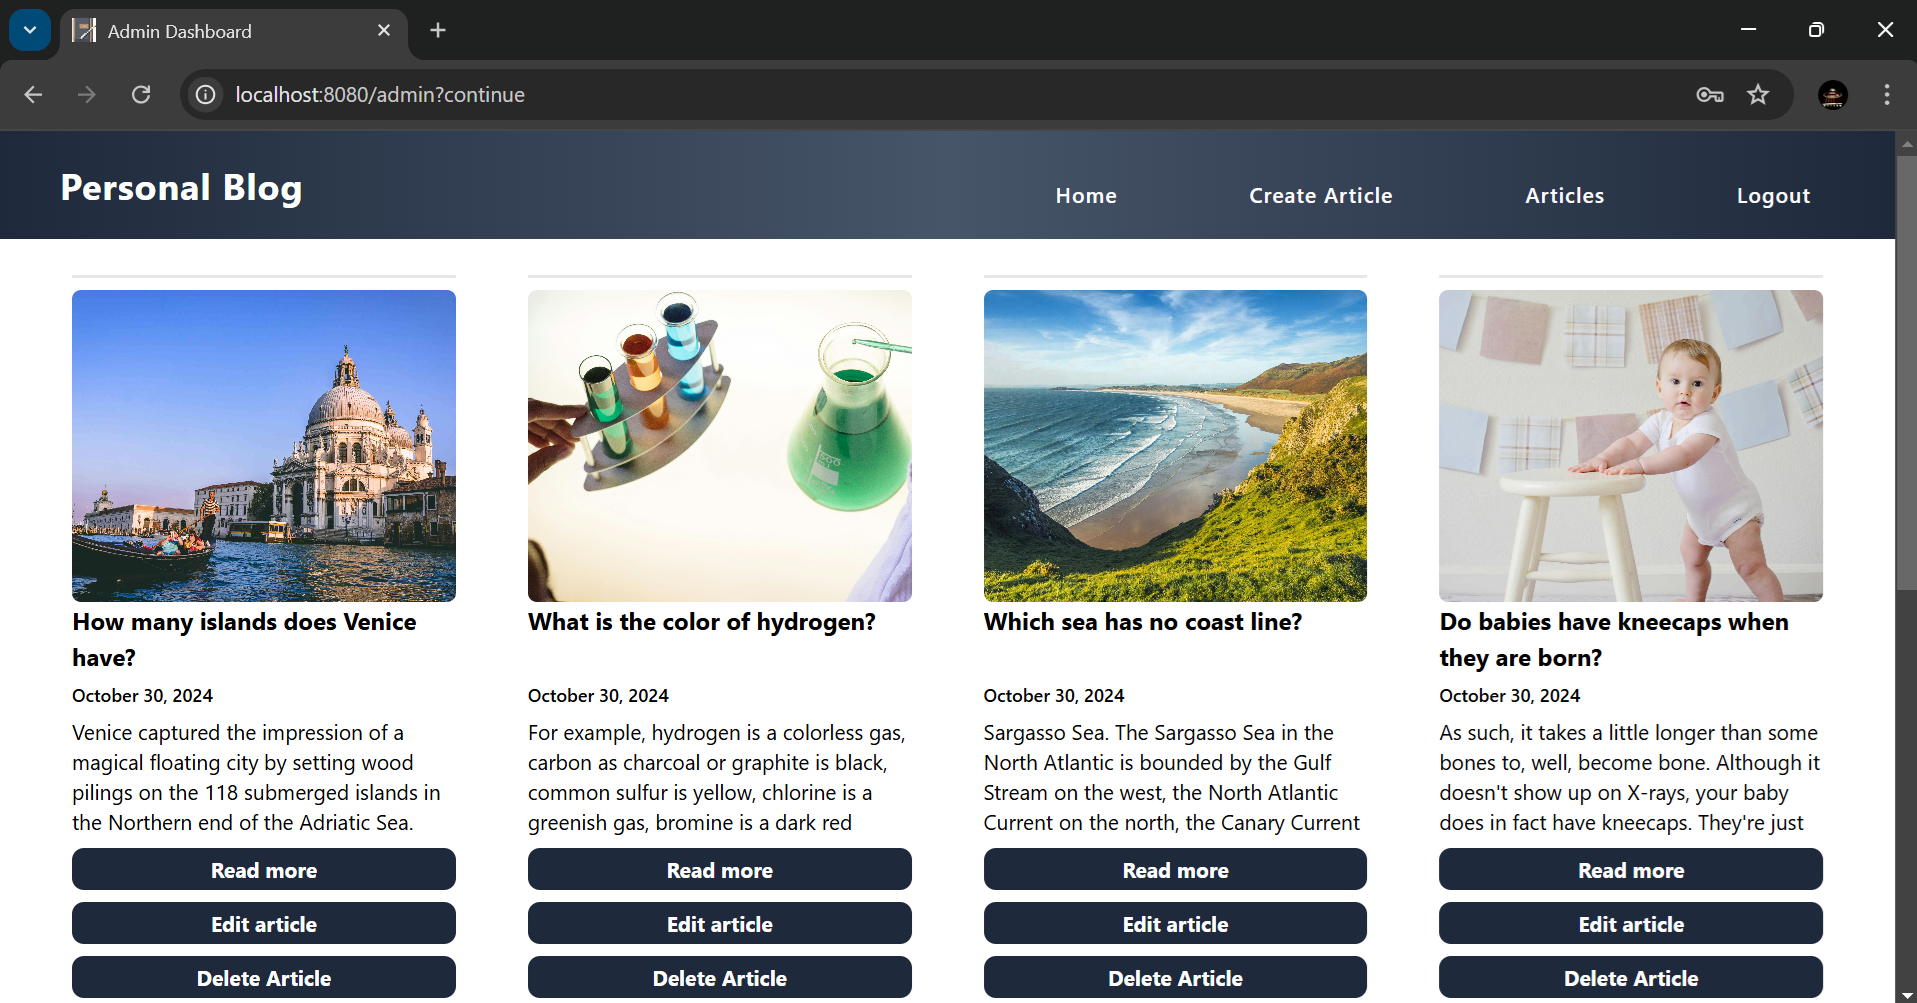 Admin Dashboard
localhost:8080/admin?continue
Personal Blog
Home
Create Article
Articles
Logout
How many islands does Venice
have?
October 30, 2024
Venice captured the impression of a
magical floating city by setting wood
pilings on the 118 submerged islands in
the Northern end of the Adriatic Sea.
Read more
Edit article
Delete Article
What is the color of hydrogen?
October 30, 2024
For example, hydrogen is a colorless gas,
carbon as charcoal or graphite is black,
common sulfur is yellow, chlorine is a
greenish gas, bromine is a dark red
Read more
Edit article
Delete Article
Which sea has no coast line?
October 30, 2024
Sargasso Sea. The Sargasso Sea in the
North Atlantic is bounded by the Gulf
Stream on the west, the North Atlantic
Current on the north, the Canary Current
Read more
Edit article
Delete Article
Do babies have kneecaps when
they are born?
October 30, 2024
As such, it takes a little longer than some
bones to, well, become bone. Although it
doesn't show up on X-rays, your baby
does in fact have kneecaps. They're just
Read more
Edit article
Delete Article